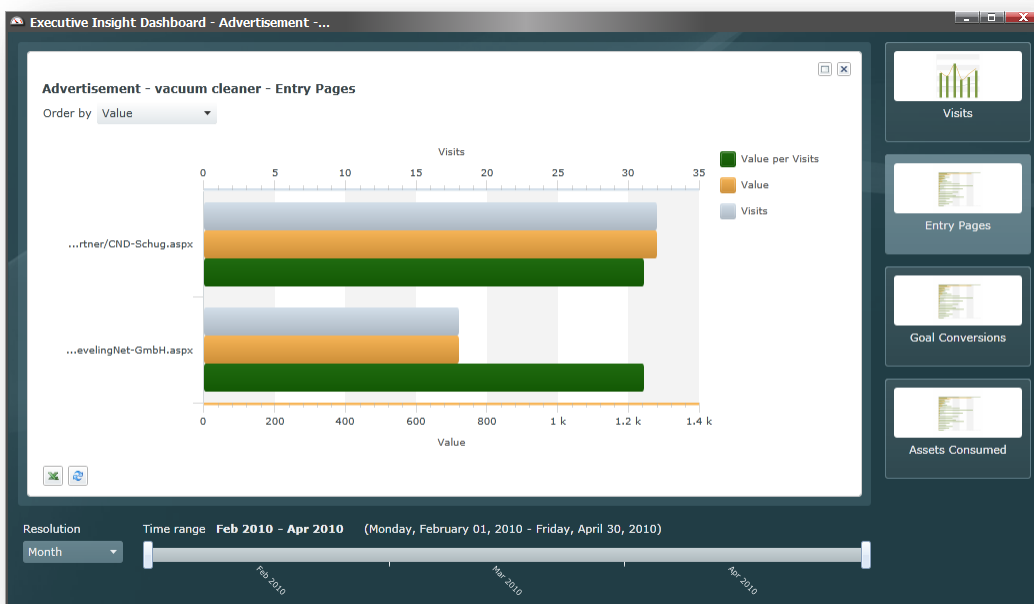 Executive Insight Dashboard - Advertisement -...
Advertisement - vacuum cleaner - Entry Pages
Order by Value
Visits
0 5 10 15 20 25 30 35
Value per Visits
Value
Visits
...rtner/CND-Schug.aspx
...evelingNet-GmbH.aspx
0 200 400 600 800 1 k 1.2 k 1.4 k
Value
Visits
Entry Pages
Goal Conversions
Assets Consumed
Resolution
Month
Time range Feb 2010 - Apr 2010 (Monday, February 01, 2010 - Friday, April 30, 2010)
Feb 2010
Mar 2010
Apr 2010